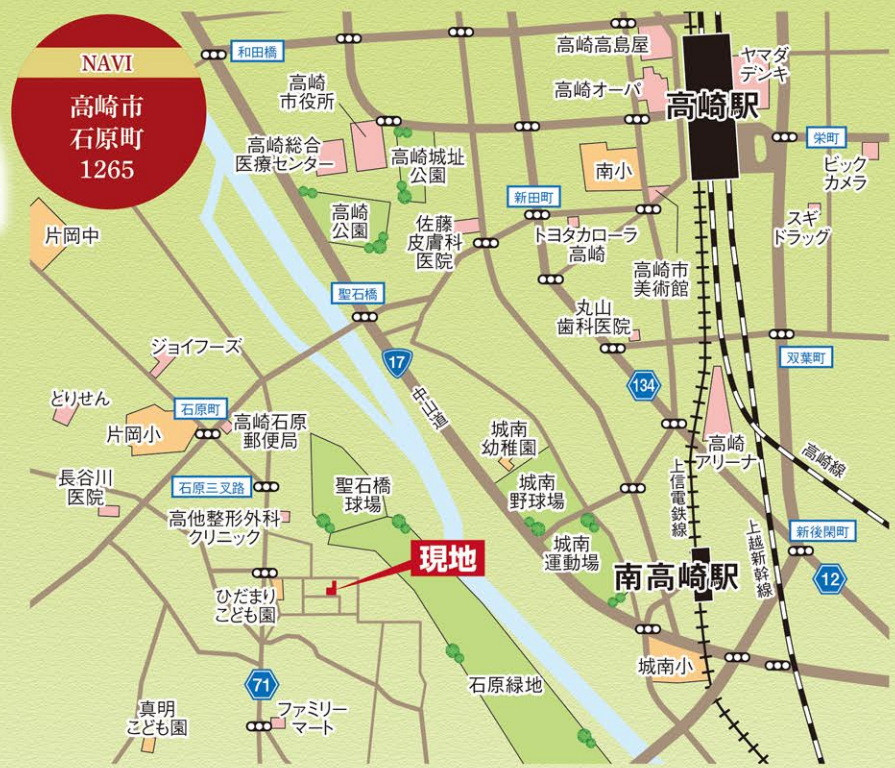 NAVI
高崎市
石原町
1265
和田橋
高崎高島屋
ヤマダ
デンキ
高崎
市役所
高崎オーパ
高崎駅
栄町
高崎総合
医療センター
高崎城址
公園
南小
ビック
カメラ
片岡中
高崎
公園
佐藤
皮膚科
医院
新田町
トヨタカローラ
高崎
スギ
ドラッグ
高崎市
美術館
聖石橋
丸山
歯科医院
ジョイフーズ
17
双葉町
134
中山道
とりせん
石原町
片岡小
高崎石原
郵便局
城南
幼稚園
高崎
アリーナ
高崎線
長谷川
医院
石原三叉路
聖石橋
球場
城南
野球場
上信電鉄線
高他整形外科
クリニック
城南
運動場
上越新幹線
新後閑町
現地
南高崎駅
12
ひだまり
こども園
城南小
71
石原緑地
真明
こども園
ファミリー
マート